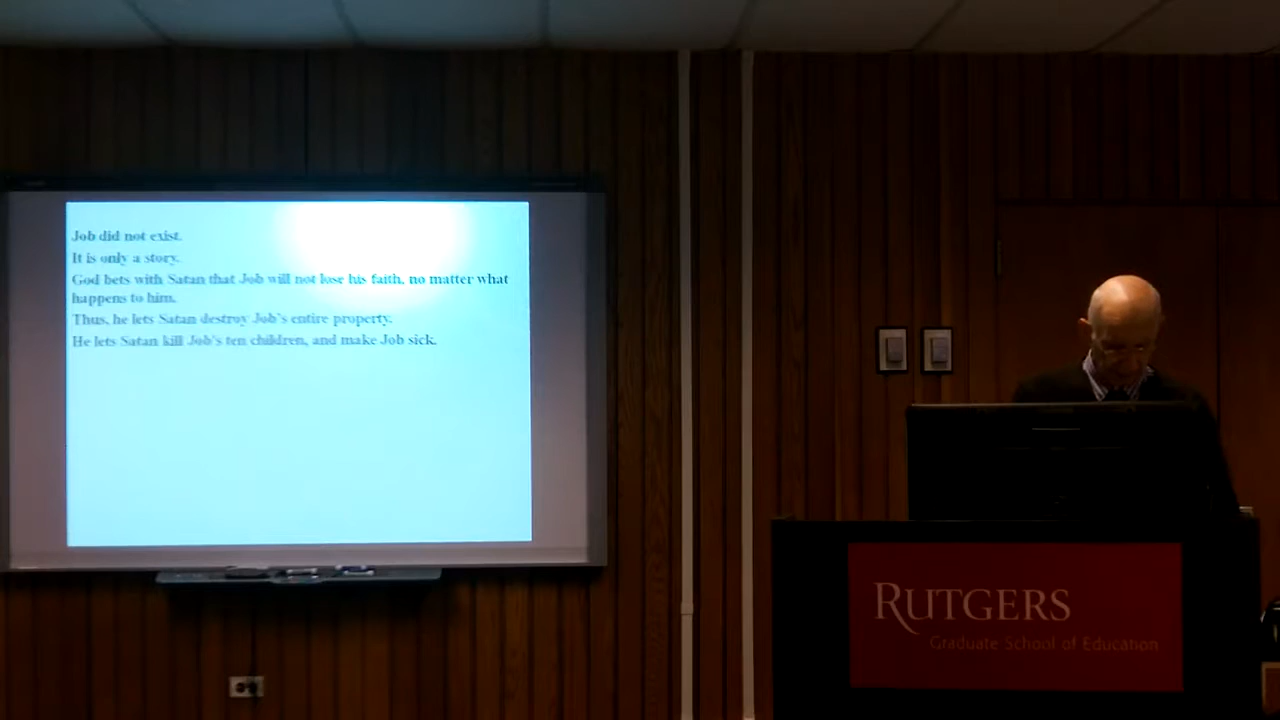 Job did not exist.
It is only a story.
God bets with Satan that Job will not lose his faith, no matter what
happens to him.
Thus, he lets Satan destroy Job's entire property.
He lets Satan kill Job's ten children, and make Job sick.
RUTGERS
Graduate School of Education